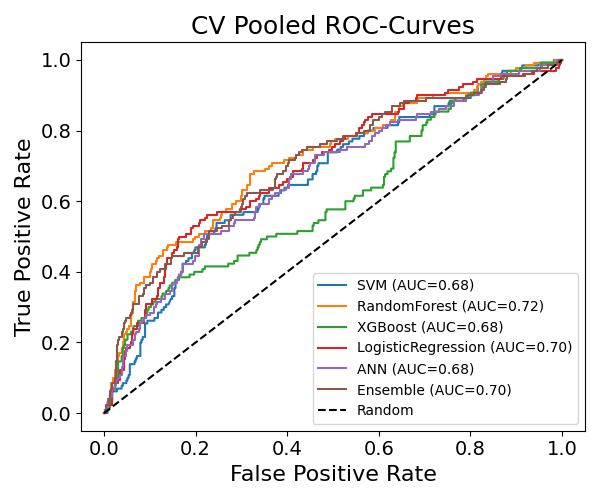 CV Pooled ROC-Curves
True Positive Rate
1.0
0.8
0.6
0.4
0.2
0.0
SVM (AUC=0.68)
RandomForest (AUC=0.72)
XGBoost (AUC=0.68)
LogisticRegression (AUC=0.70)
ANN (AUC=0.68)
Ensemble (AUC=0.70)
Random
0.0 0.2 0.4 0.6 0.8 1.0
False Positive Rate